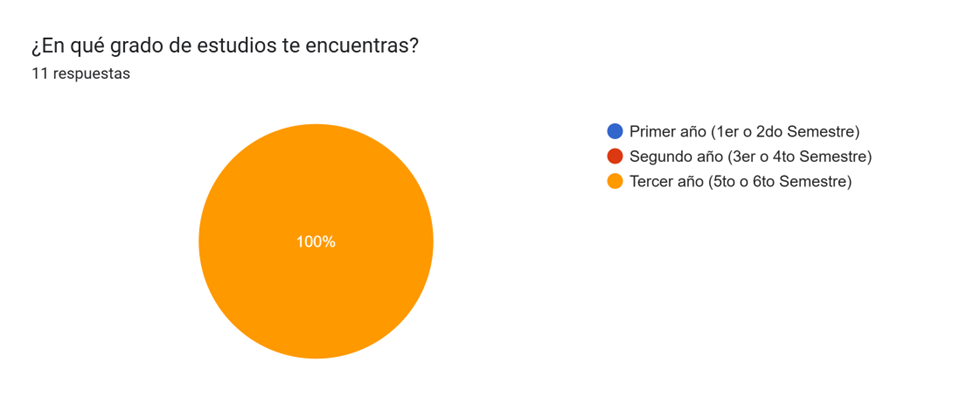 ¿En qué grado de estudios te encuentras?
11 respuestas
Primer año (1er o 2do Semestre)
Segundo año (3er o 4to Semestre)
Tercer año (5to o 6to Semestre)
100%